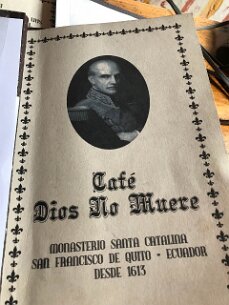 Café
Dios No Muere
MONASTERIO SANTA CATALINA
SAN FRANCISCO DE QUITO - ECUADOR
DESDE 1613